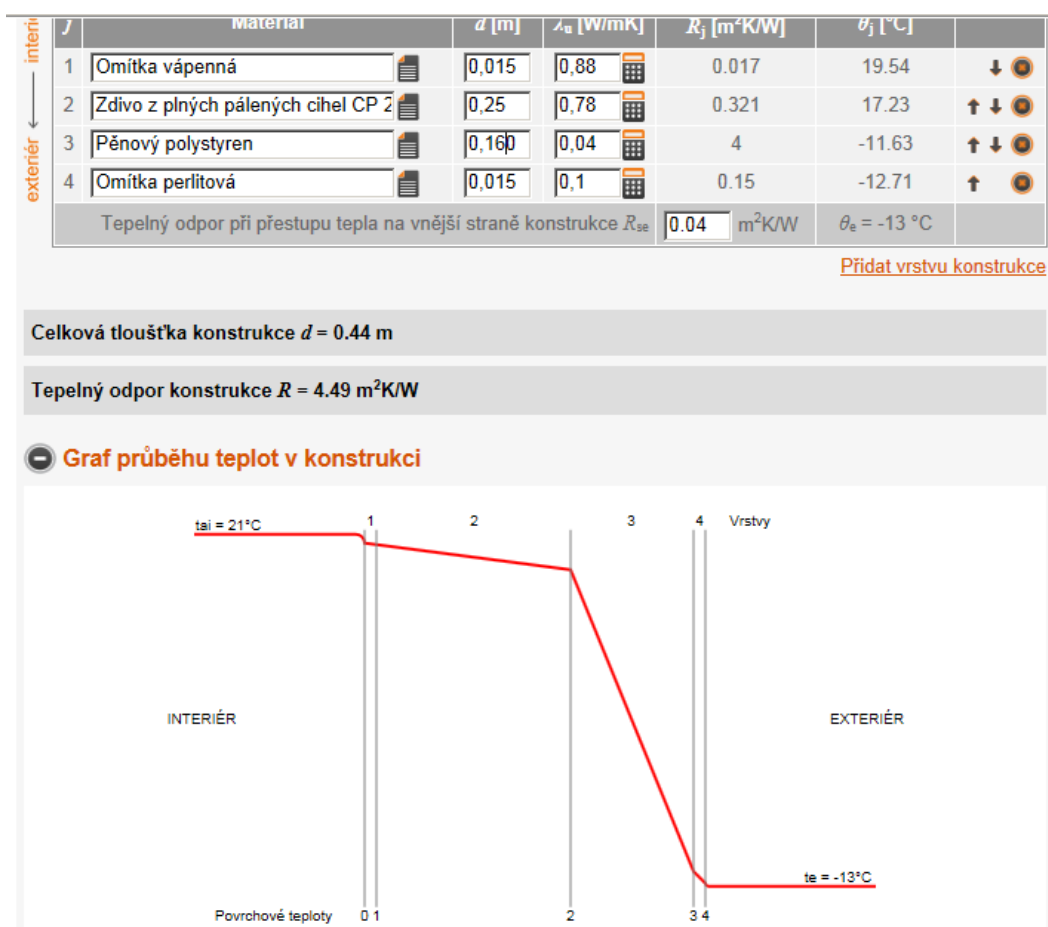 j Materiál d [m] λu [W/mK] Rj [m²K/W] θj [°C]
1 Omítka vápenná 0,015 0,88 0.017 19.54
2 Zdivo z plných pálených cihel CP 2 0,25 0,78 0.321 17.23
3 Pěnový polystyren 0,160 0,04 4 -11.63
4 Omítka perlitová 0,015 0,1 0.15 -12.71
exteriér
Tepelný odpor při přestupu tepla na vnější straně konstrukce Rse 0.04 m²K/W θe = -13 °C
Přidat vrstvu konstrukce
Celková tloušťka konstrukce d = 0.44 m
Tepelný odpor konstrukce R = 4.49 m²K/W
Graf průběhu teplot v konstrukci
tai = 21°C 1 2 3 4 Vrstvy
INTERIÉR EXTERIÉR
te = -13°C
Povrchové teploty 0 1 2 3 4